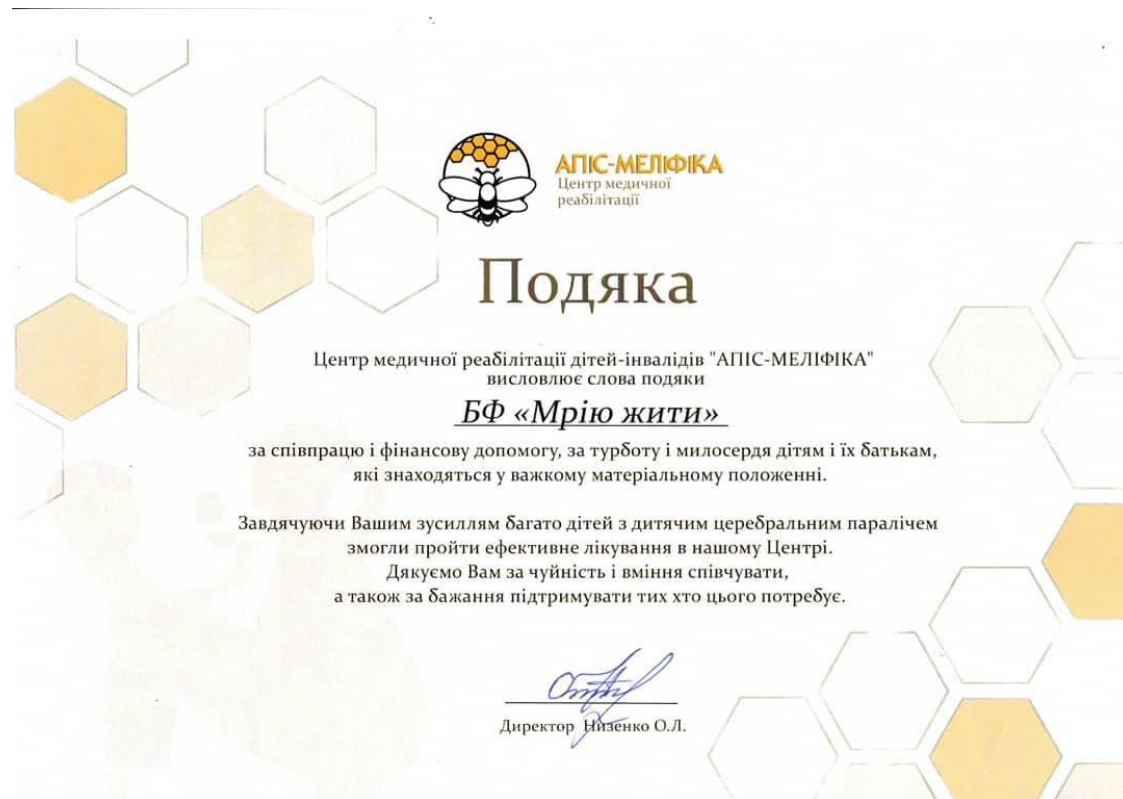 АПІС-МЕЛІФІКА
Центр медичної
реабілітації
Подяка
Центр медичної реабілітації дітей-інвалідів "АПІС-МЕЛІФІКА"
висловлює слова подяки
БФ «Мрію жити»
за співпрацю і фінансову допомогу, за турботу і милосердя дітям і їх батькам,
які знаходяться у важкому матеріальному положенні.
Завдячуючи Вашим зусиллям багато дітей з дитячим церебральним паралічем
змогли пройти ефективне лікування в нашому Центрі.
Дякуємо Вам за чуйність і вміння співчувати,
а також за бажання підтримувати тих хто цього потребує.
Директор Низенко О.Л.